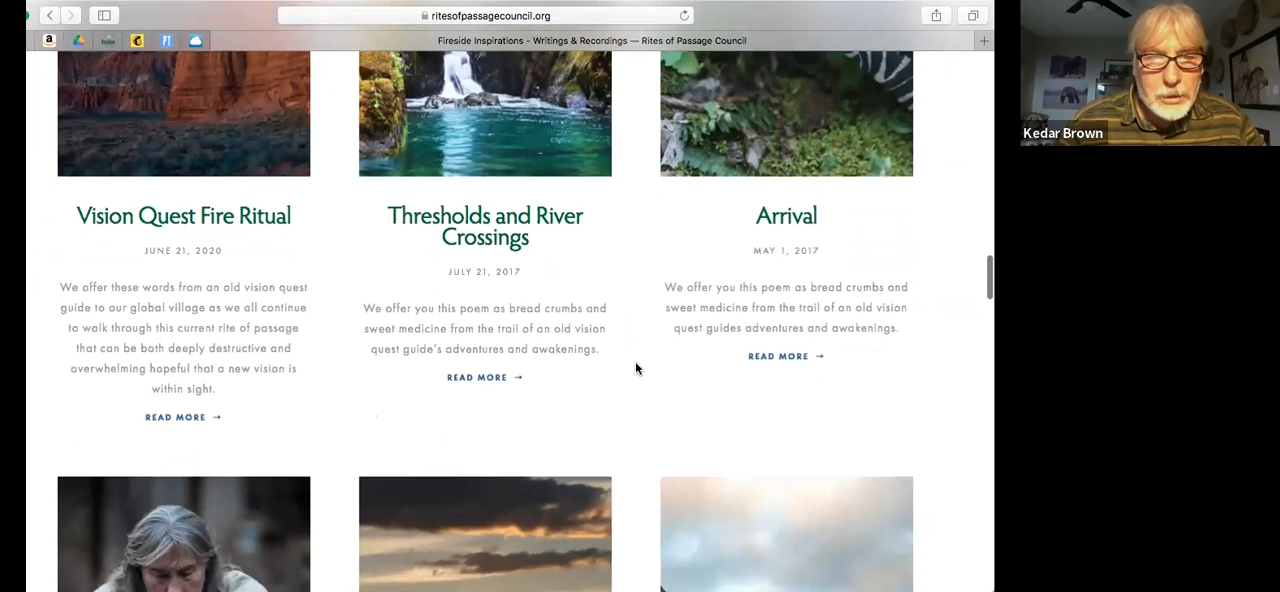 ritesofpassagecouncil.org
Fireside Inspirations - Writings & Recordings — Rites of Passage Council
Kedar Brown
Vision Quest Fire Ritual
JUNE 21, 2020
We offer these words from an old vision quest
guide to our global village as we all continue
to walk through this current rite of passage
that can be both deeply destructive and
overwhelming hopeful that a new vision is
within sight.
READ MORE →
Thresholds and River
Crossings
JULY 21, 2017
We offer you this poem as bread crumbs and
sweet medicine from the trail of an old vision
quest guide's adventures and awakenings.
READ MORE →
Arrival
MAY 1, 2017
We offer you this poem as bread crumbs and
sweet medicine from the trail of an old vision
quest guides adventures and awakenings.
READ MORE →